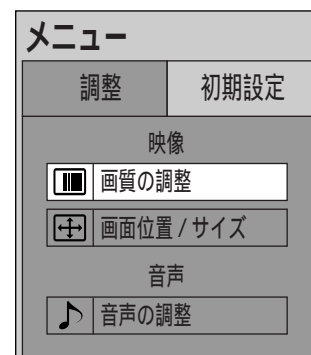 メニュー
調整 初期設定
映像
画質の調整
画面位置 / サイズ
音声
音声の調整